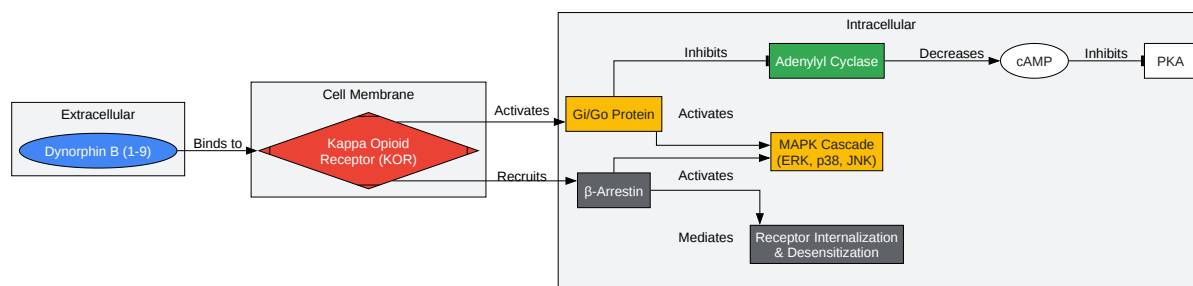 Extracellular
Dynorphin B (1-9)
Binds to
Cell Membrane
Kappa Opioid
Receptor (KOR)
Activates
Recruits
Intracellular
Gi/Go Protein
β-Arrestin
Inhibits
Activates
Activates
Mediates
Adenylyl Cyclase
MAPK Cascade
(ERK, p38, JNK)
Receptor Internalization
& Desensitization
Decreases
cAMP
Inhibits
PKA